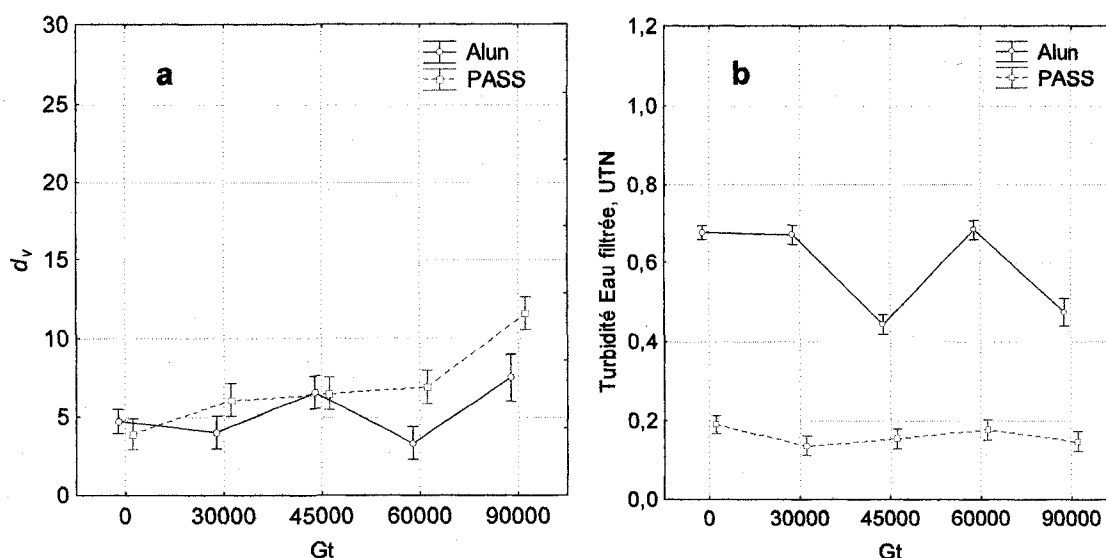 a
Alun
PASS
30
25
20
15
10
5
0
d_v
0 30000 45000 60000 90000
Gt
b
Alun
PASS
1,2
1,0
0,8
0,6
0,4
0,2
0,0
Turbidité Eau filtrée, UTN
0 30000 45000 60000 90000
Gt